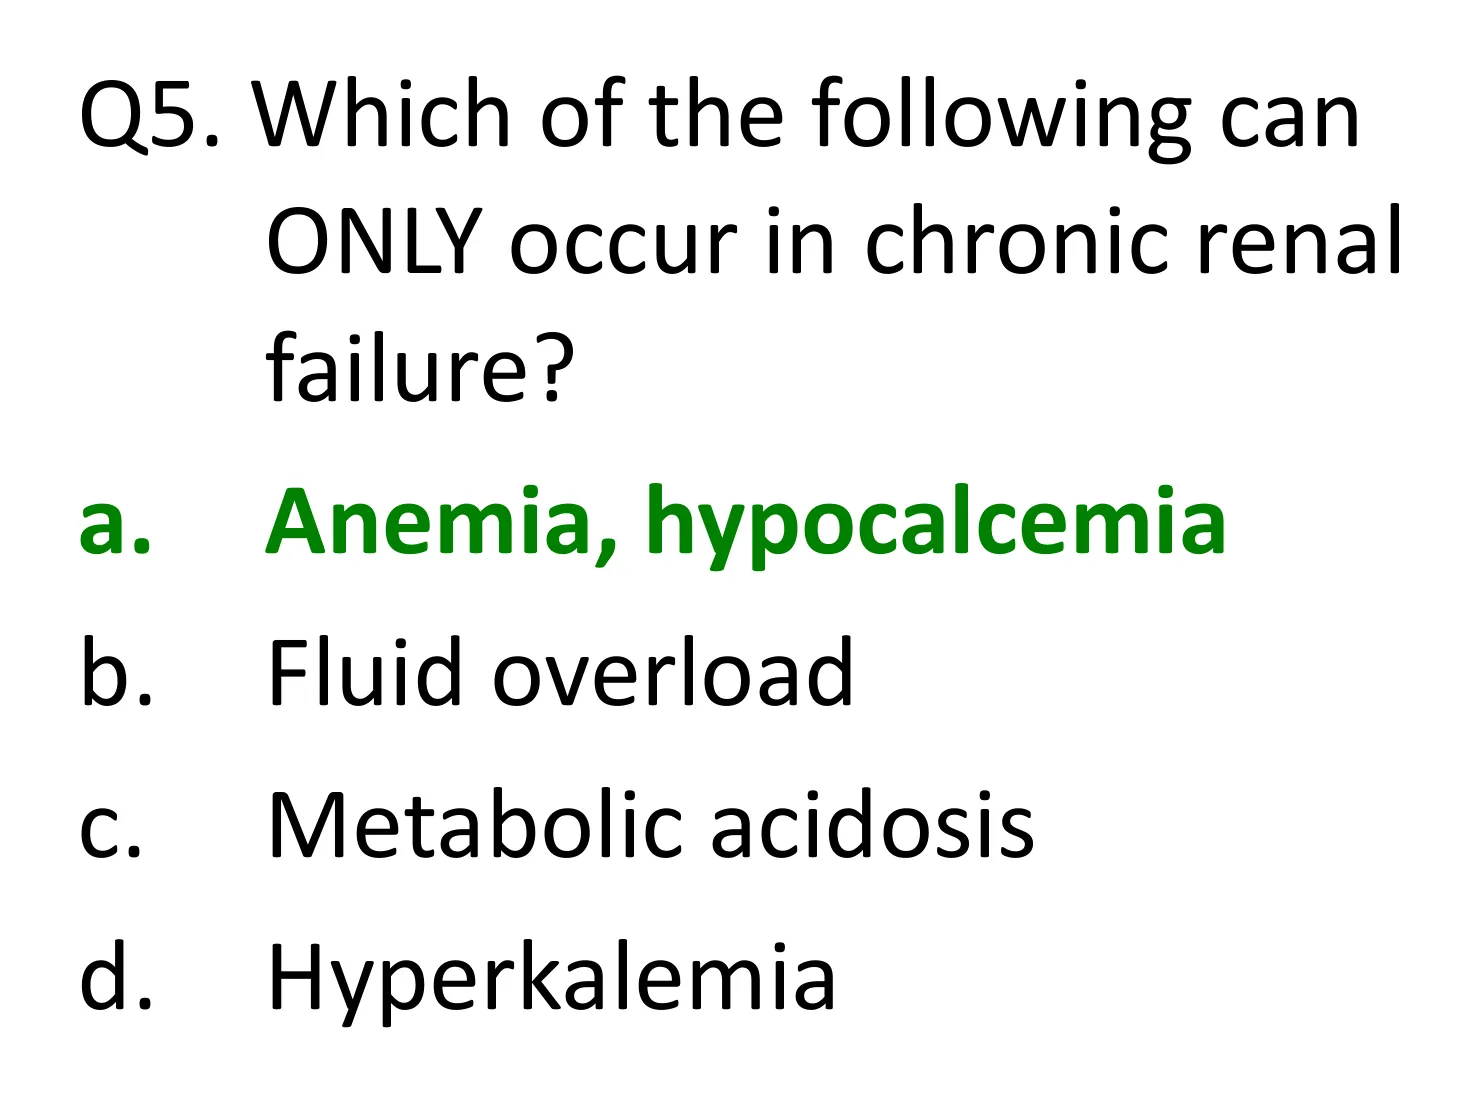 Q5. Which of the following can
ONLY occur in chronic renal
failure?
a. Anemia, hypocalcemia
b. Fluid overload
c. Metabolic acidosis
d. Hyperkalemia